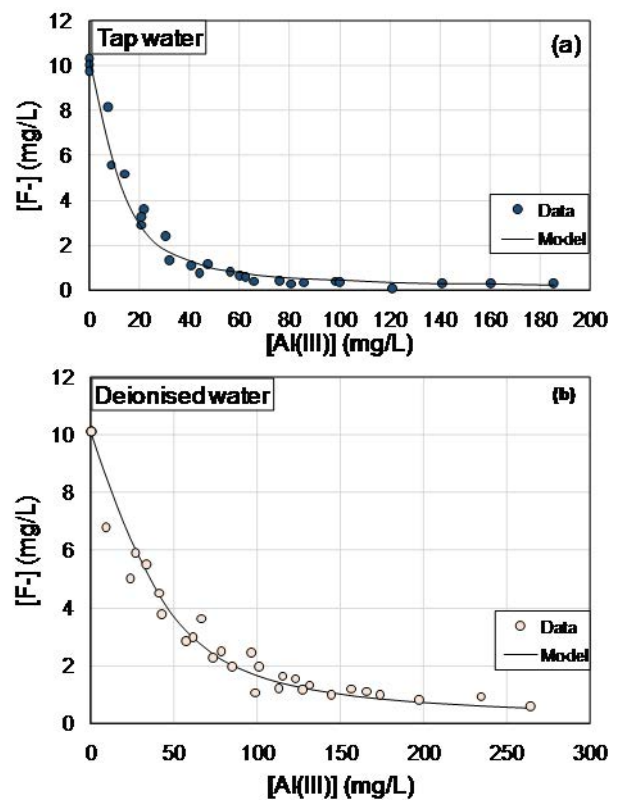 Tap water
(a)
12
10
8
6
4
2
0
[F-] (mg/L)
Data
Model
0 20 40 60 80 100 120 140 160 180 200
[Al(III)] (mg/L)
Deionised water
(b)
12
10
8
6
4
2
0
[F-] (mg/L)
Data
Model
0 50 100 150 200 250 300
[Al(III)] (mg/L)